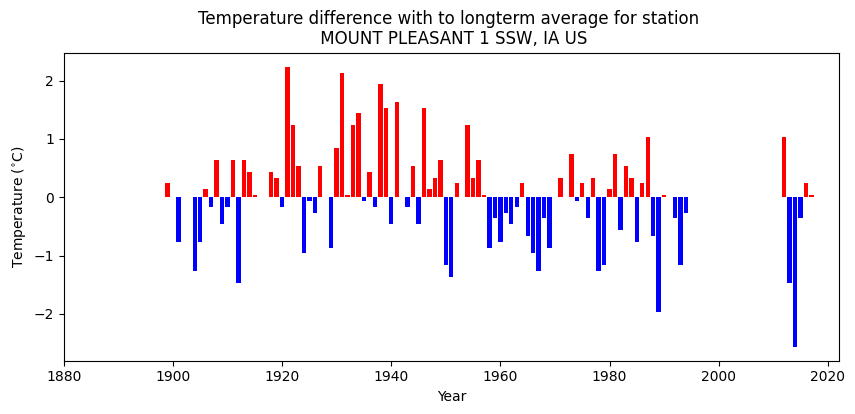 Temperature difference with to longterm average for station
MOUNT PLEASANT 1 SSW, IA US
Temperature (°C)
2
1
0
−1
−2
1880 1900 1920 1940 1960 1980 2000 2020
Year